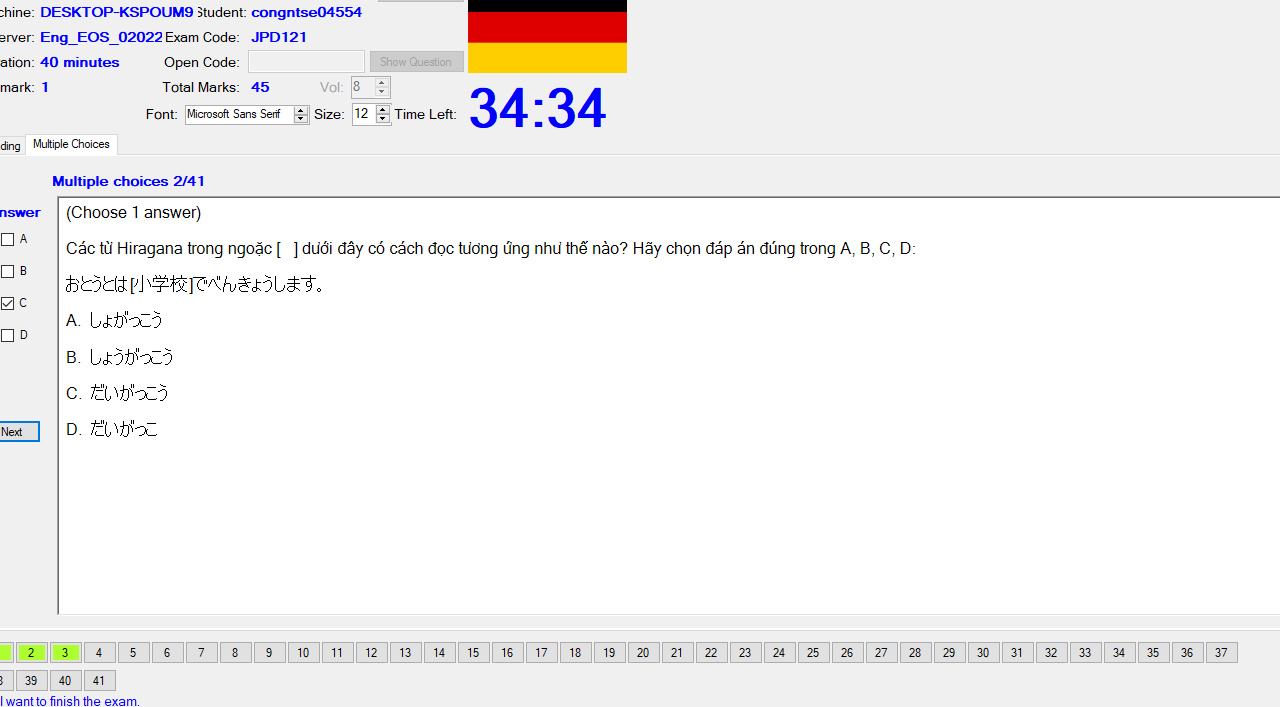 chine: DESKTOP-KSPOUM9 Student: congntse04554
erver: Eng_EOS_02022 Exam Code: JPD121
ation: 40 minutes Open Code: Show Question
mark: 1 Total Marks: 45 Vol: 8
Font: Microsoft Sans Serif Size: 12 Time Left: 34:34
ding Multiple Choices
Multiple choices 2/41
nswer
(Choose 1 answer)
A
Các từ Hiragana trong ngoặc [ ] dưới đây có cách đọc tương ứng như thế nào? Hãy chọn đáp án đúng trong A, B, C, D:
B
おとうとは[小学校]でべんきょうします。
C
A. しょがっこう
D
B. しょうがっこう
C. だいがっこう
D. だいがっこ
Next
2 3 4 5 6 7 8 9 10 11 12 13 14 15 16 17 18 19 20 21 22 23 24 25 26 27 28 29 30 31 32 33 34 35 36 37
39 40 41
I want to finish the exam.